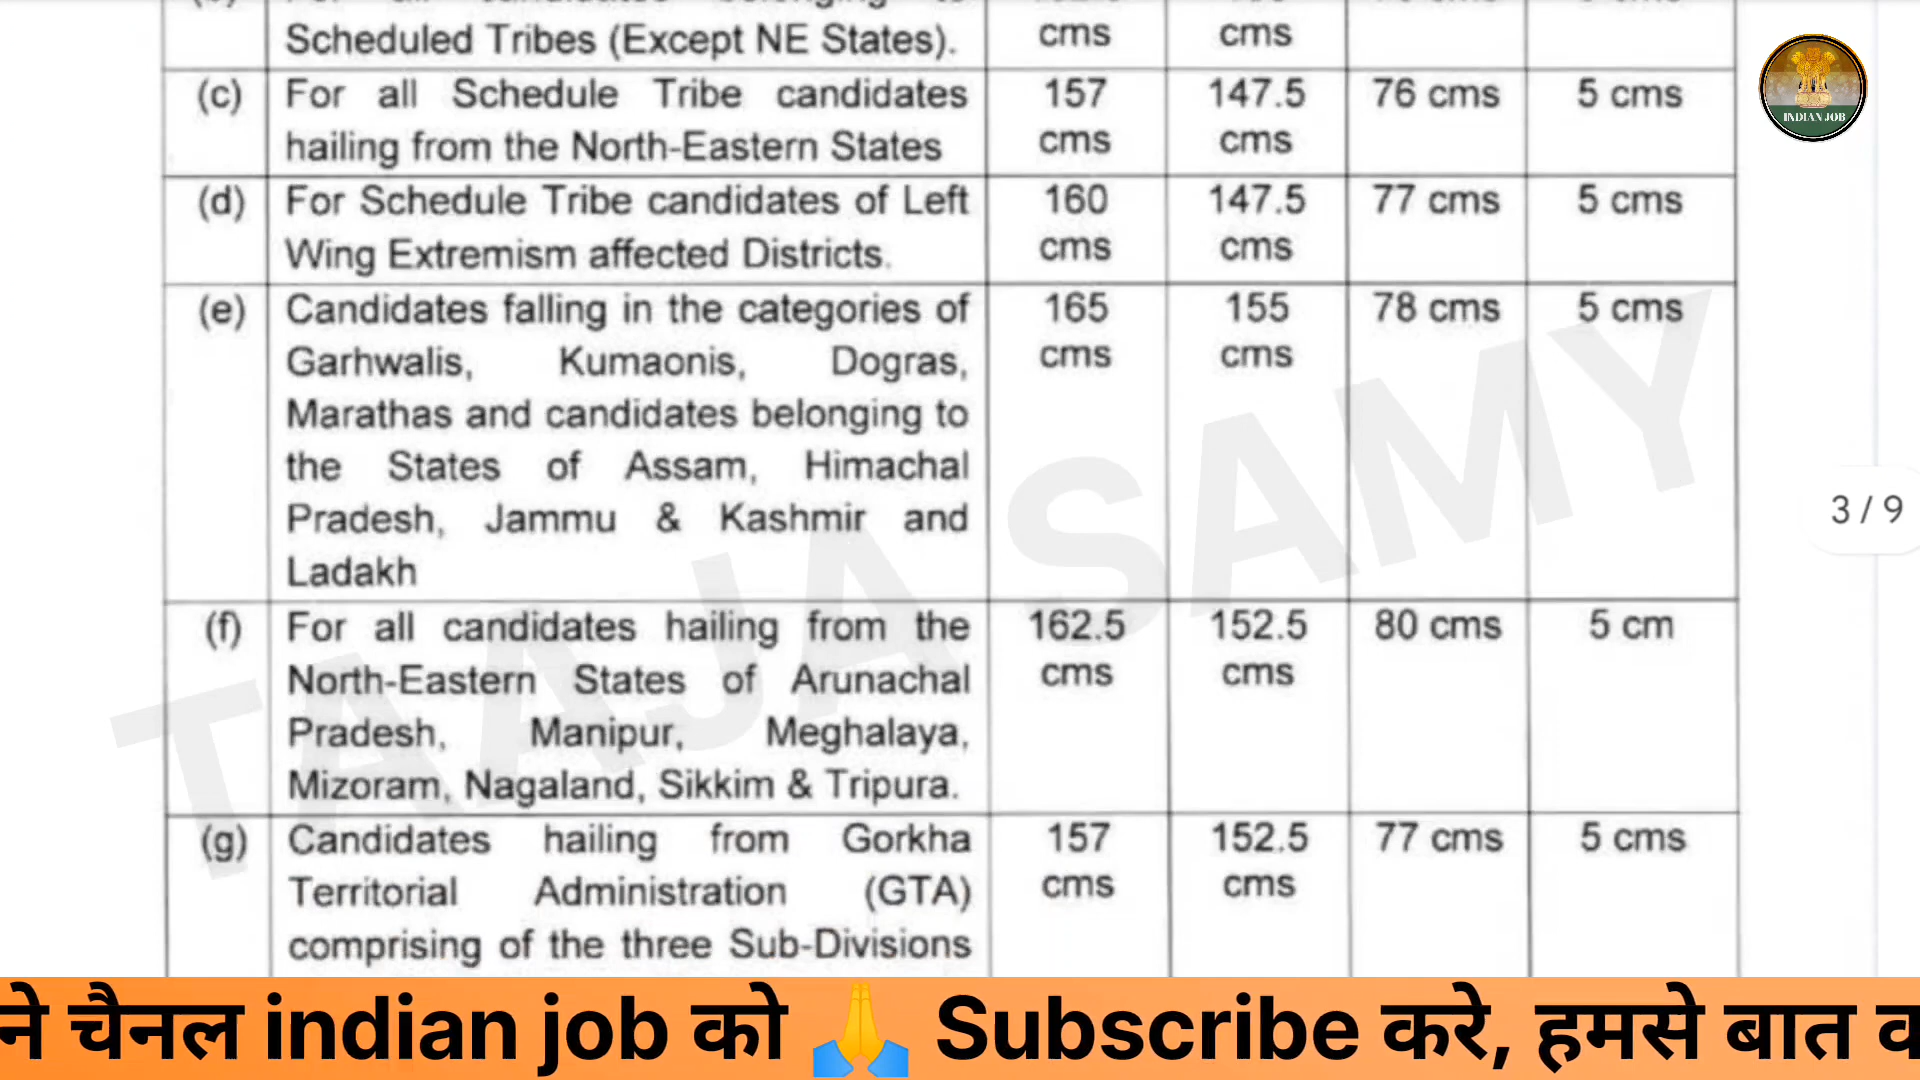 Scheduled Tribes (Except NE States).
cms
cms
INDIAN JOB
(c) For all Schedule Tribe candidates 157 147.5 76 cms 5 cms
hailing from the North-Eastern States cms cms
(d) For Schedule Tribe candidates of Left 160 147.5 77 cms 5 cms
Wing Extremism affected Districts. cms cms
(e) Candidates falling in the categories of 165 155 78 cms 5 cms
Garhwalis, Kumaonis, Dogras, cms cms
Marathas and candidates belonging to
the States of Assam, Himachal
Pradesh, Jammu & Kashmir and
Ladakh
3 / 9
(f) For all candidates hailing from the 162.5 152.5 80 cms 5 cm
North-Eastern States of Arunachal cms cms
Pradesh, Manipur, Meghalaya,
Mizoram, Nagaland, Sikkim & Tripura.
(g) Candidates hailing from Gorkha 157 152.5 77 cms 5 cms
Territorial Administration (GTA) cms cms
comprising of the three Sub-Divisions
TAAJA SAMY
ने चैनल indian job को 🙏 Subscribe करे, हमसे बात